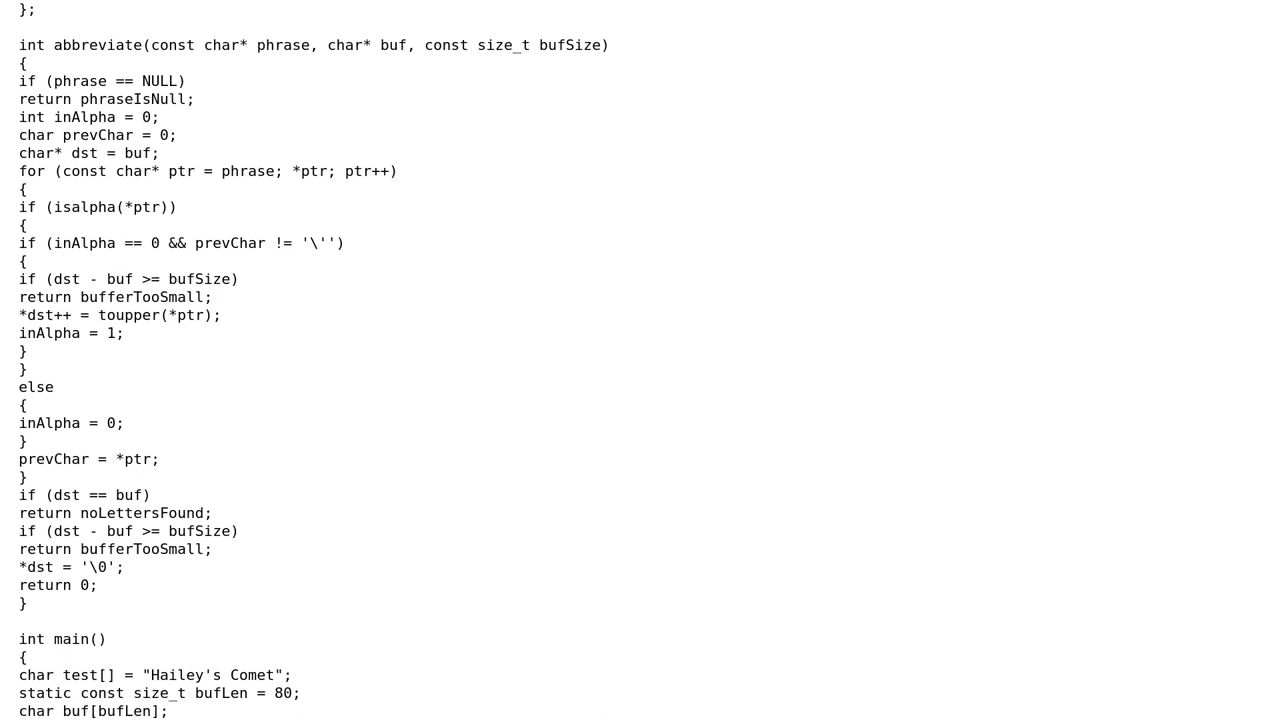 };
int abbreviate(const char* phrase, char* buf, const size_t bufSize)
{
if (phrase == NULL)
return phraseIsNull;
int inAlpha = 0;
char prevChar = 0;
char* dst = buf;
for (const char* ptr = phrase; *ptr; ptr++)
{
if (isalpha(*ptr))
{
if (inAlpha == 0 && prevChar != '\'')
{
if (dst - buf >= bufSize)
return bufferTooSmall;
*dst++ = toupper(*ptr);
inAlpha = 1;
}
}
else
{
inAlpha = 0;
}
prevChar = *ptr;
}
if (dst == buf)
return noLettersFound;
if (dst - buf >= bufSize)
return bufferTooSmall;
*dst = '\0';
return 0;
}
int main()
{
char test[] = "Hailey's Comet";
static const size_t bufLen = 80;
char buf[bufLen];